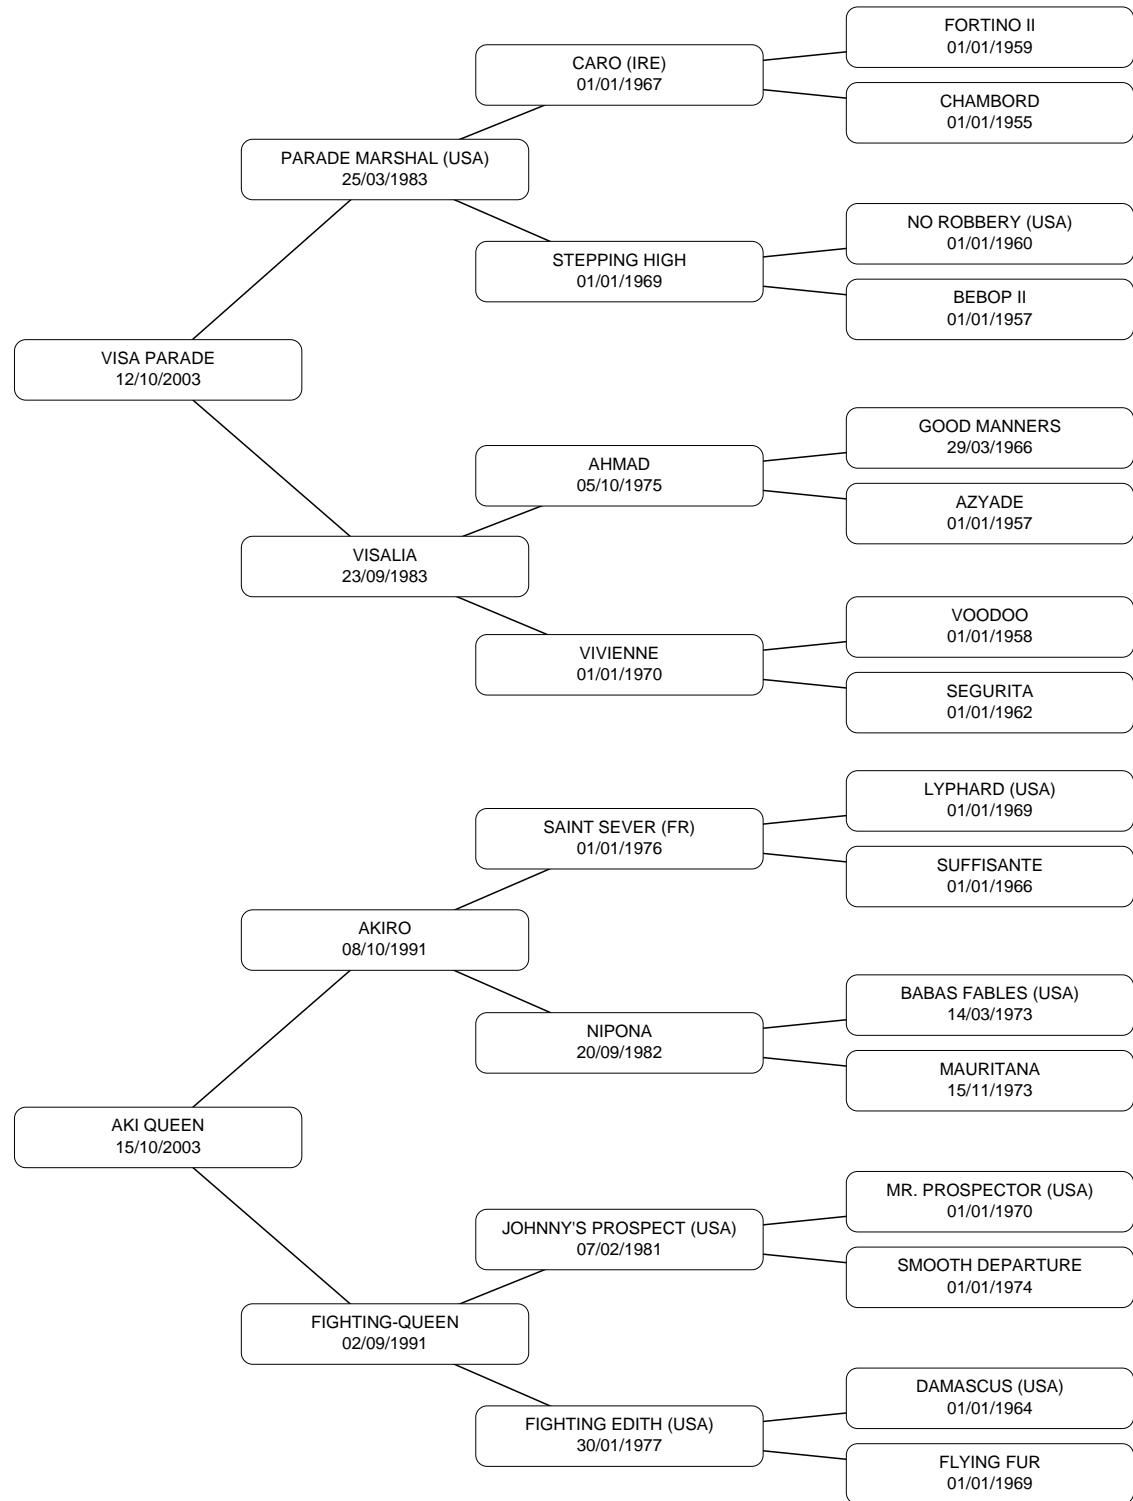 FORTINO II
01/01/1959
CARO (IRE)
01/01/1967
CHAMBORD
01/01/1955
PARADE MARSHAL (USA)
25/03/1983
NO ROBBERY (USA)
01/01/1960
STEPPING HIGH
01/01/1969
BEBOP II
01/01/1957
VISA PARADE
12/10/2003
GOOD MANNERS
29/03/1966
AHMAD
05/10/1975
AZYADE
01/01/1957
VISALIA
23/09/1983
VOODOO
01/01/1958
VIVIENNE
01/01/1970
SEGURITA
01/01/1962
LYPHARD (USA)
01/01/1969
SAINT SEVER (FR)
01/01/1976
SUFFISANTE
01/01/1966
AKIRO
08/10/1991
BABAS FABLES (USA)
14/03/1973
NIPONA
20/09/1982
MAURITANA
15/11/1973
AKI QUEEN
15/10/2003
MR. PROSPECTOR (USA)
01/01/1970
JOHNNY'S PROSPECT (USA)
07/02/1981
SMOOTH DEPARTURE
01/01/1974
FIGHTING-QUEEN
02/09/1991
DAMASCUS (USA)
01/01/1964
FIGHTING EDITH (USA)
30/01/1977
FLYING FUR
01/01/1969